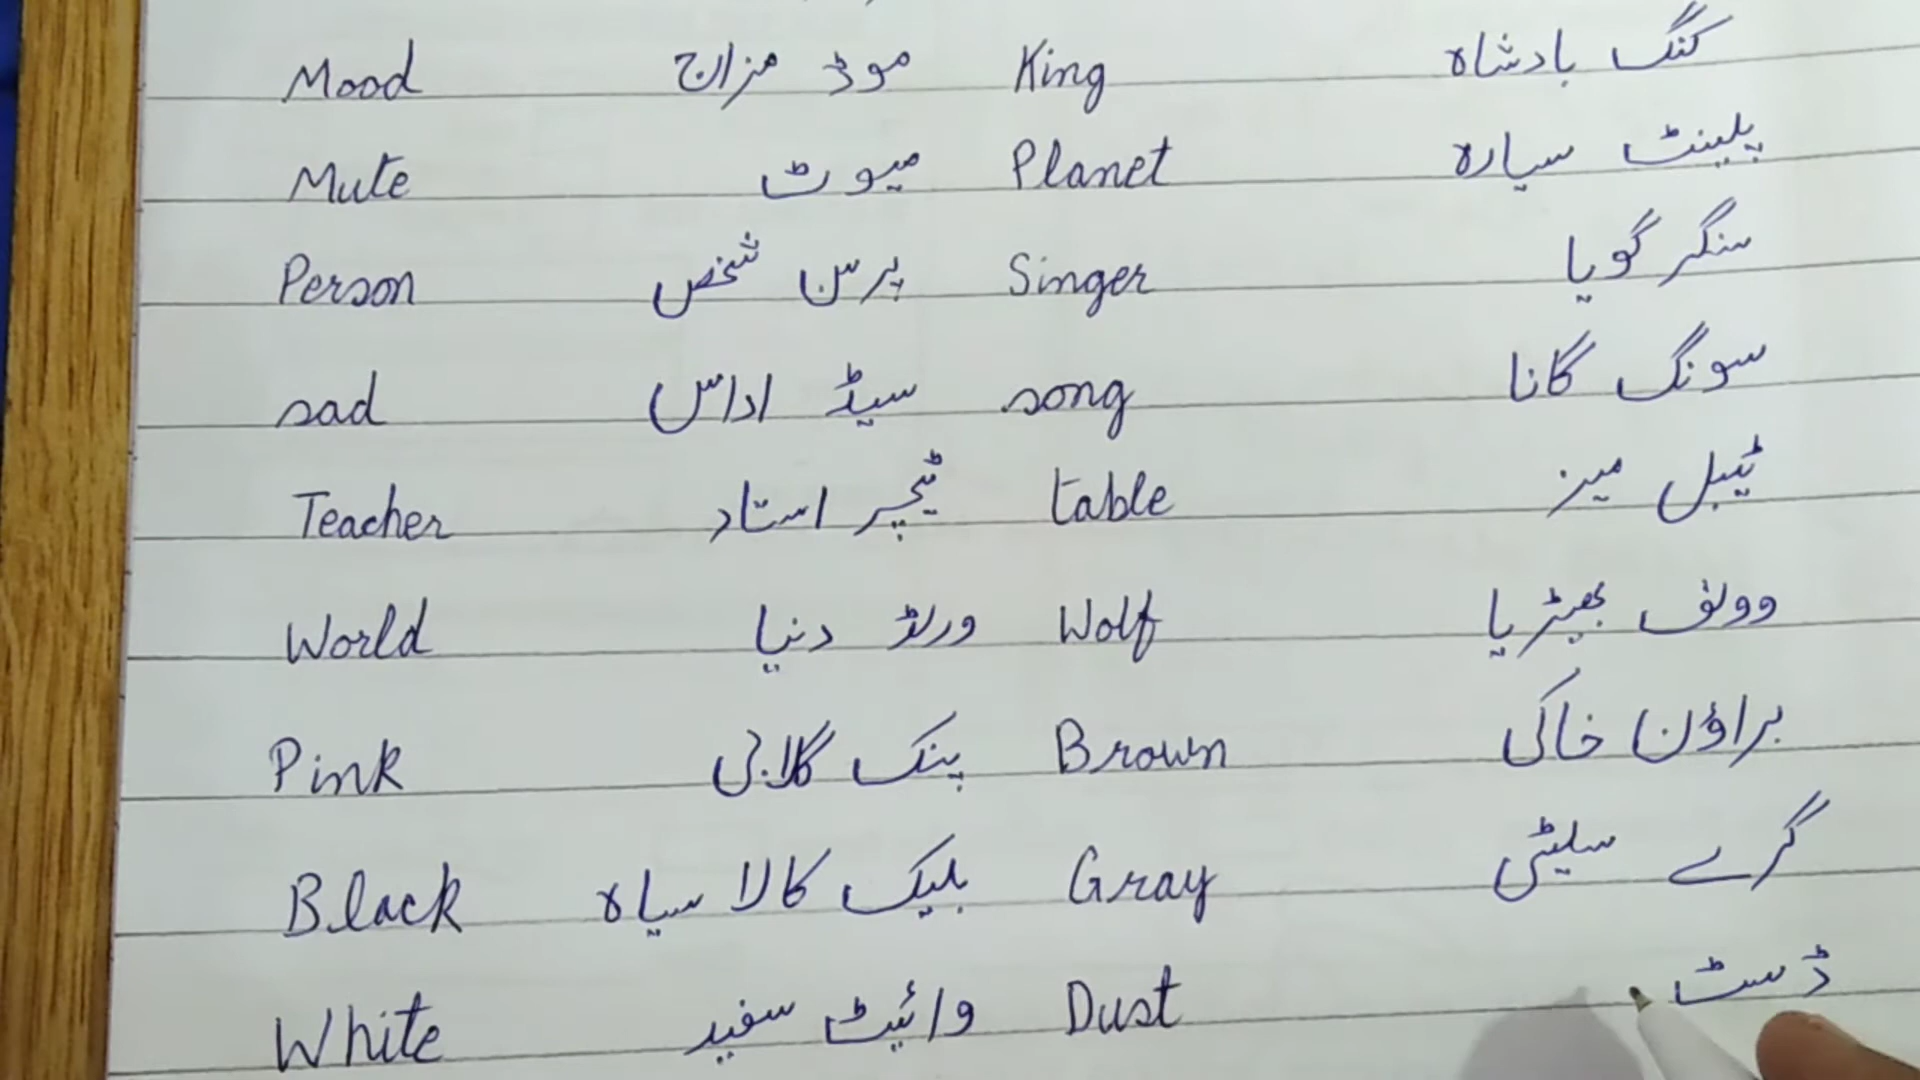 Mood موڈ مزاج King کنگ بادشاہ
Mute میوٹ Planet پلینٹ سیارہ
Person پرسن شخص Singer سنگر گویا
sad سیڈ اداس song سونگ گانا
Teacher ٹیچر استاد table ٹیبل میز
World ورلڈ دنیا Wolf وولف بھیڑیا
Pink پنک گلابی Brown براؤن خاکی
Black بلیک کالا سیاہ Gray گرے سلیٹی
White وائیٹ سفید Dust ڈسٹ